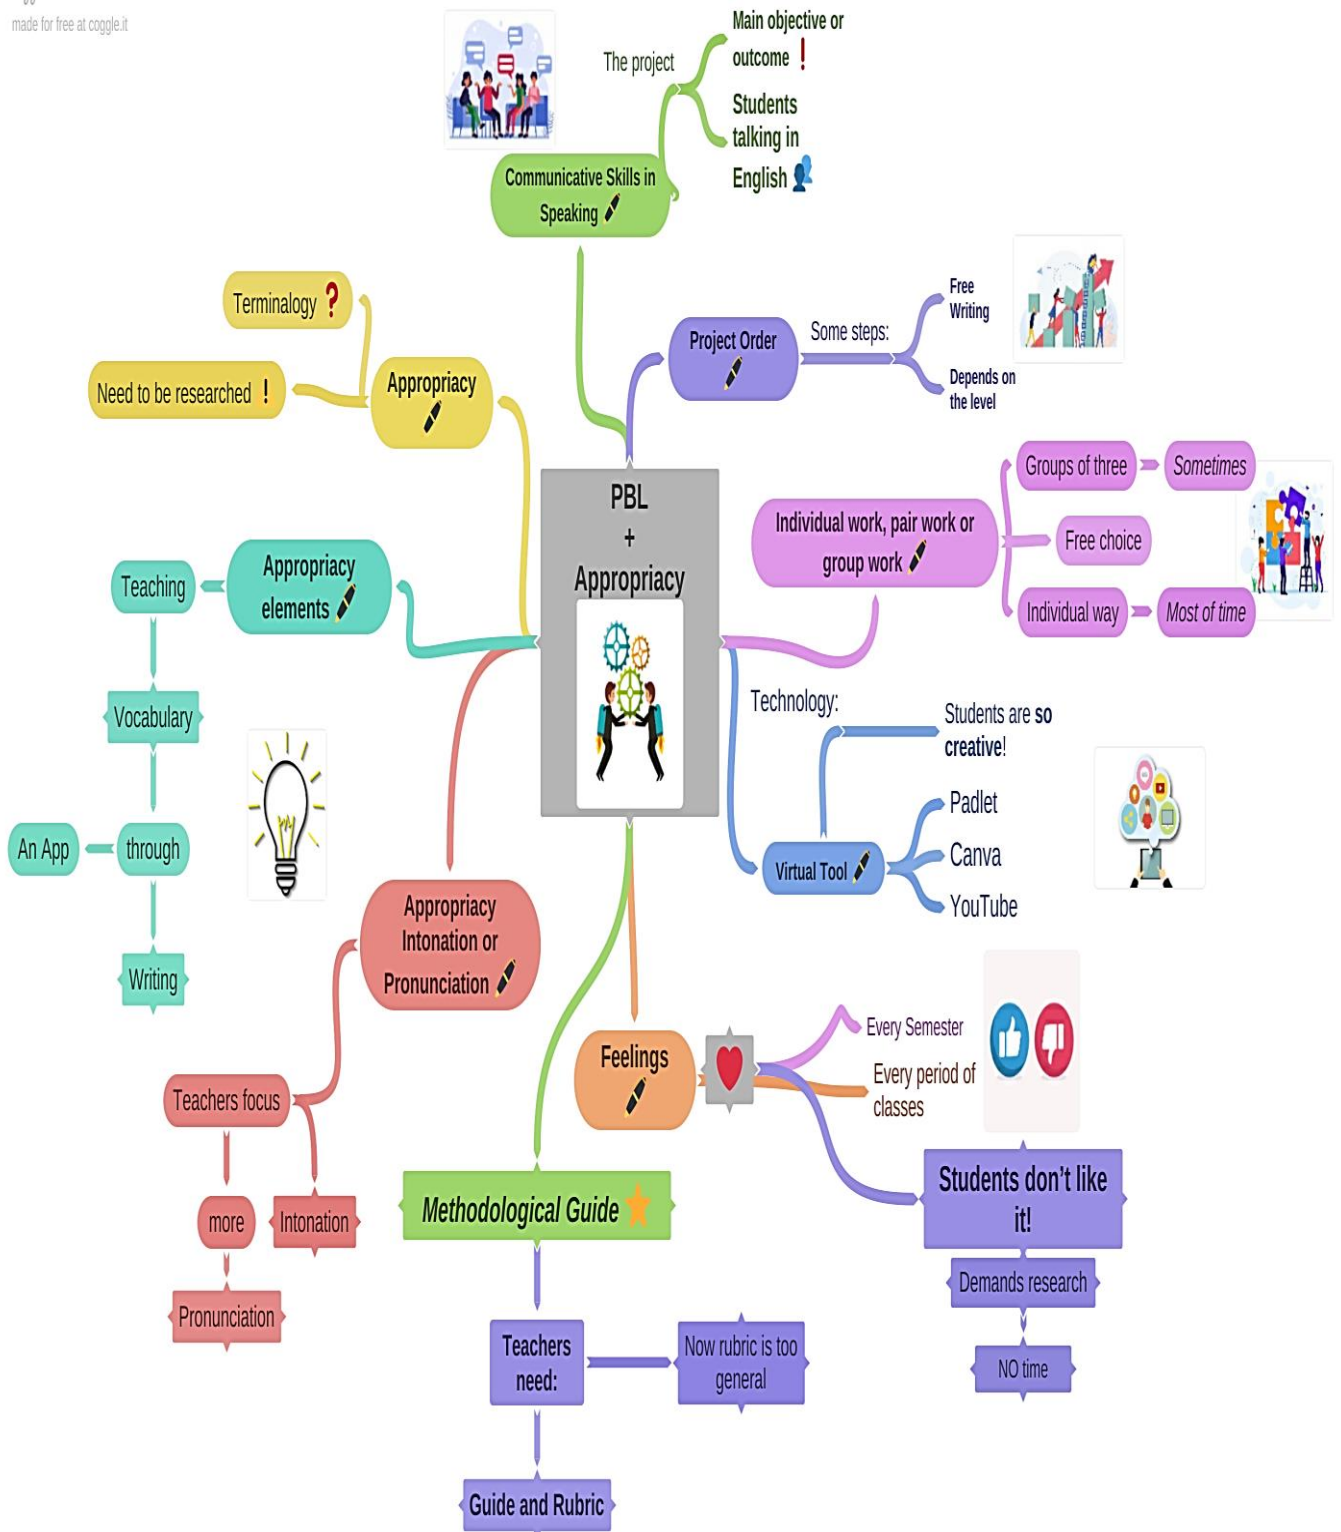 made for free at coggle.it
The project
Main objective or
outcome
Students
talking in
English
Communicative Skills in
Speaking
Terminalogy ?
Need to be researched !
Appropriacy
Project Order
Some steps:
Free
Writing
Depends on
the level
PBL
+
Appropriacy
Individual work, pair work or
group work
Groups of three
Sometimes
Free choice
Individual way
Most of time
Appropriacy
elements
Teaching
Vocabulary
through
An App
Writing
Technology:
Students are so
creative!
Virtual Tool
Padlet
Canva
YouTube
Appropriacy
Intonation or
Pronunciation
Teachers focus
more
Intonation
Pronunciation
Feelings
Every Semester
Every period of
classes
Students don't like
it!
Demands research
NO time
Methodological Guide
Teachers
need:
Now rubric is too
general
Guide and Rubric